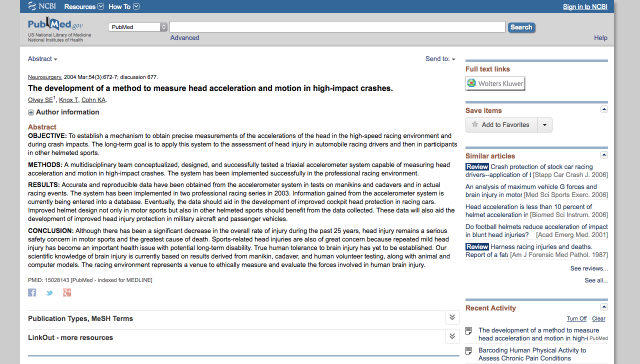 NCBI Resources How To Sign in to NCBI
PubMed.gov
US National Library of Medicine
National Institutes of Health
PubMed
Search
Advanced
Help
Abstract
Send to:
Neurosurgery. 2004 Mar;54(3):672-7; discussion 677.
The development of a method to measure head acceleration and motion in high-impact crashes.
Olvey SE1, Knox T, Cohn KA.
Author information
Abstract
OBJECTIVE: To establish a mechanism to obtain precise measurements of the accelerations of the head in the high-speed racing environment and
during crash impacts. The long-term goal is to apply this system to the assessment of head injury in automobile racing drivers and then in participants
in other helmeted sports.
METHODS: A multidisciplinary team conceptualized, designed, and successfully tested a triaxial accelerometer system capable of measuring head
acceleration and motion in high-impact crashes. The system has been implemented successfully in the professional racing environment.
RESULTS: Accurate and reproducible data have been obtained from the accelerometer system in tests on manikins and cadavers and in actual
racing events. The system has been implemented in two professional racing series in 2003. Information gained from the accelerometer system is
currently being entered into a database. Eventually, the data should aid in the development of improved cockpit head protection in racing cars.
Improved helmet design not only in motor sports but also in other helmeted sports should benefit from the data collected. These data will also aid the
development of improved head injury protection in military aircraft and passenger vehicles.
CONCLUSION: Although there has been a significant decrease in the overall rate of injury during the past 25 years, head injury remains a serious
safety concern in motor sports and the greatest cause of death. Sports-related head injuries are also of great concern because repeated mild head
injury has become an important health issue with potential long-term disability. True human tolerance to brain injury has yet to be established. Our
scientific knowledge of brain injury is currently based on results derived from manikin, cadaver, and human volunteer testing, along with animal and
computer models. The racing environment represents a venue to ethically measure and evaluate the forces involved in human brain injury.
PMID: 15028143 [PubMed - indexed for MEDLINE]
Publication Types, MeSH Terms
LinkOut - more resources
Full text links
Wolters Kluwer
Save items
Add to Favorites
Similar articles
Review Crash protection of stock car racing
drivers--application of t [Stapp Car Crash J. 2006]
An analysis of maximum vehicle G forces and
brain injury in motor [Med Sci Sports Exerc. 2006]
Head acceleration is less than 10 percent of
helmet acceleration in [Biomed Sci Instrum. 2006]
Do football helmets reduce acceleration of impact
in blunt head injuries? [Acad Emerg Med. 2001]
Review Harness racing injuries and deaths.
Report of a fab [Am J Forensic Med Pathol. 1987]
See reviews...
See all...
Recent Activity
Turn Off Clear
The development of a method to measure
head acceleration and motion in high-i PubMed
Barcoding Human Physical Activity to
Assess Chronic Pain Conditions